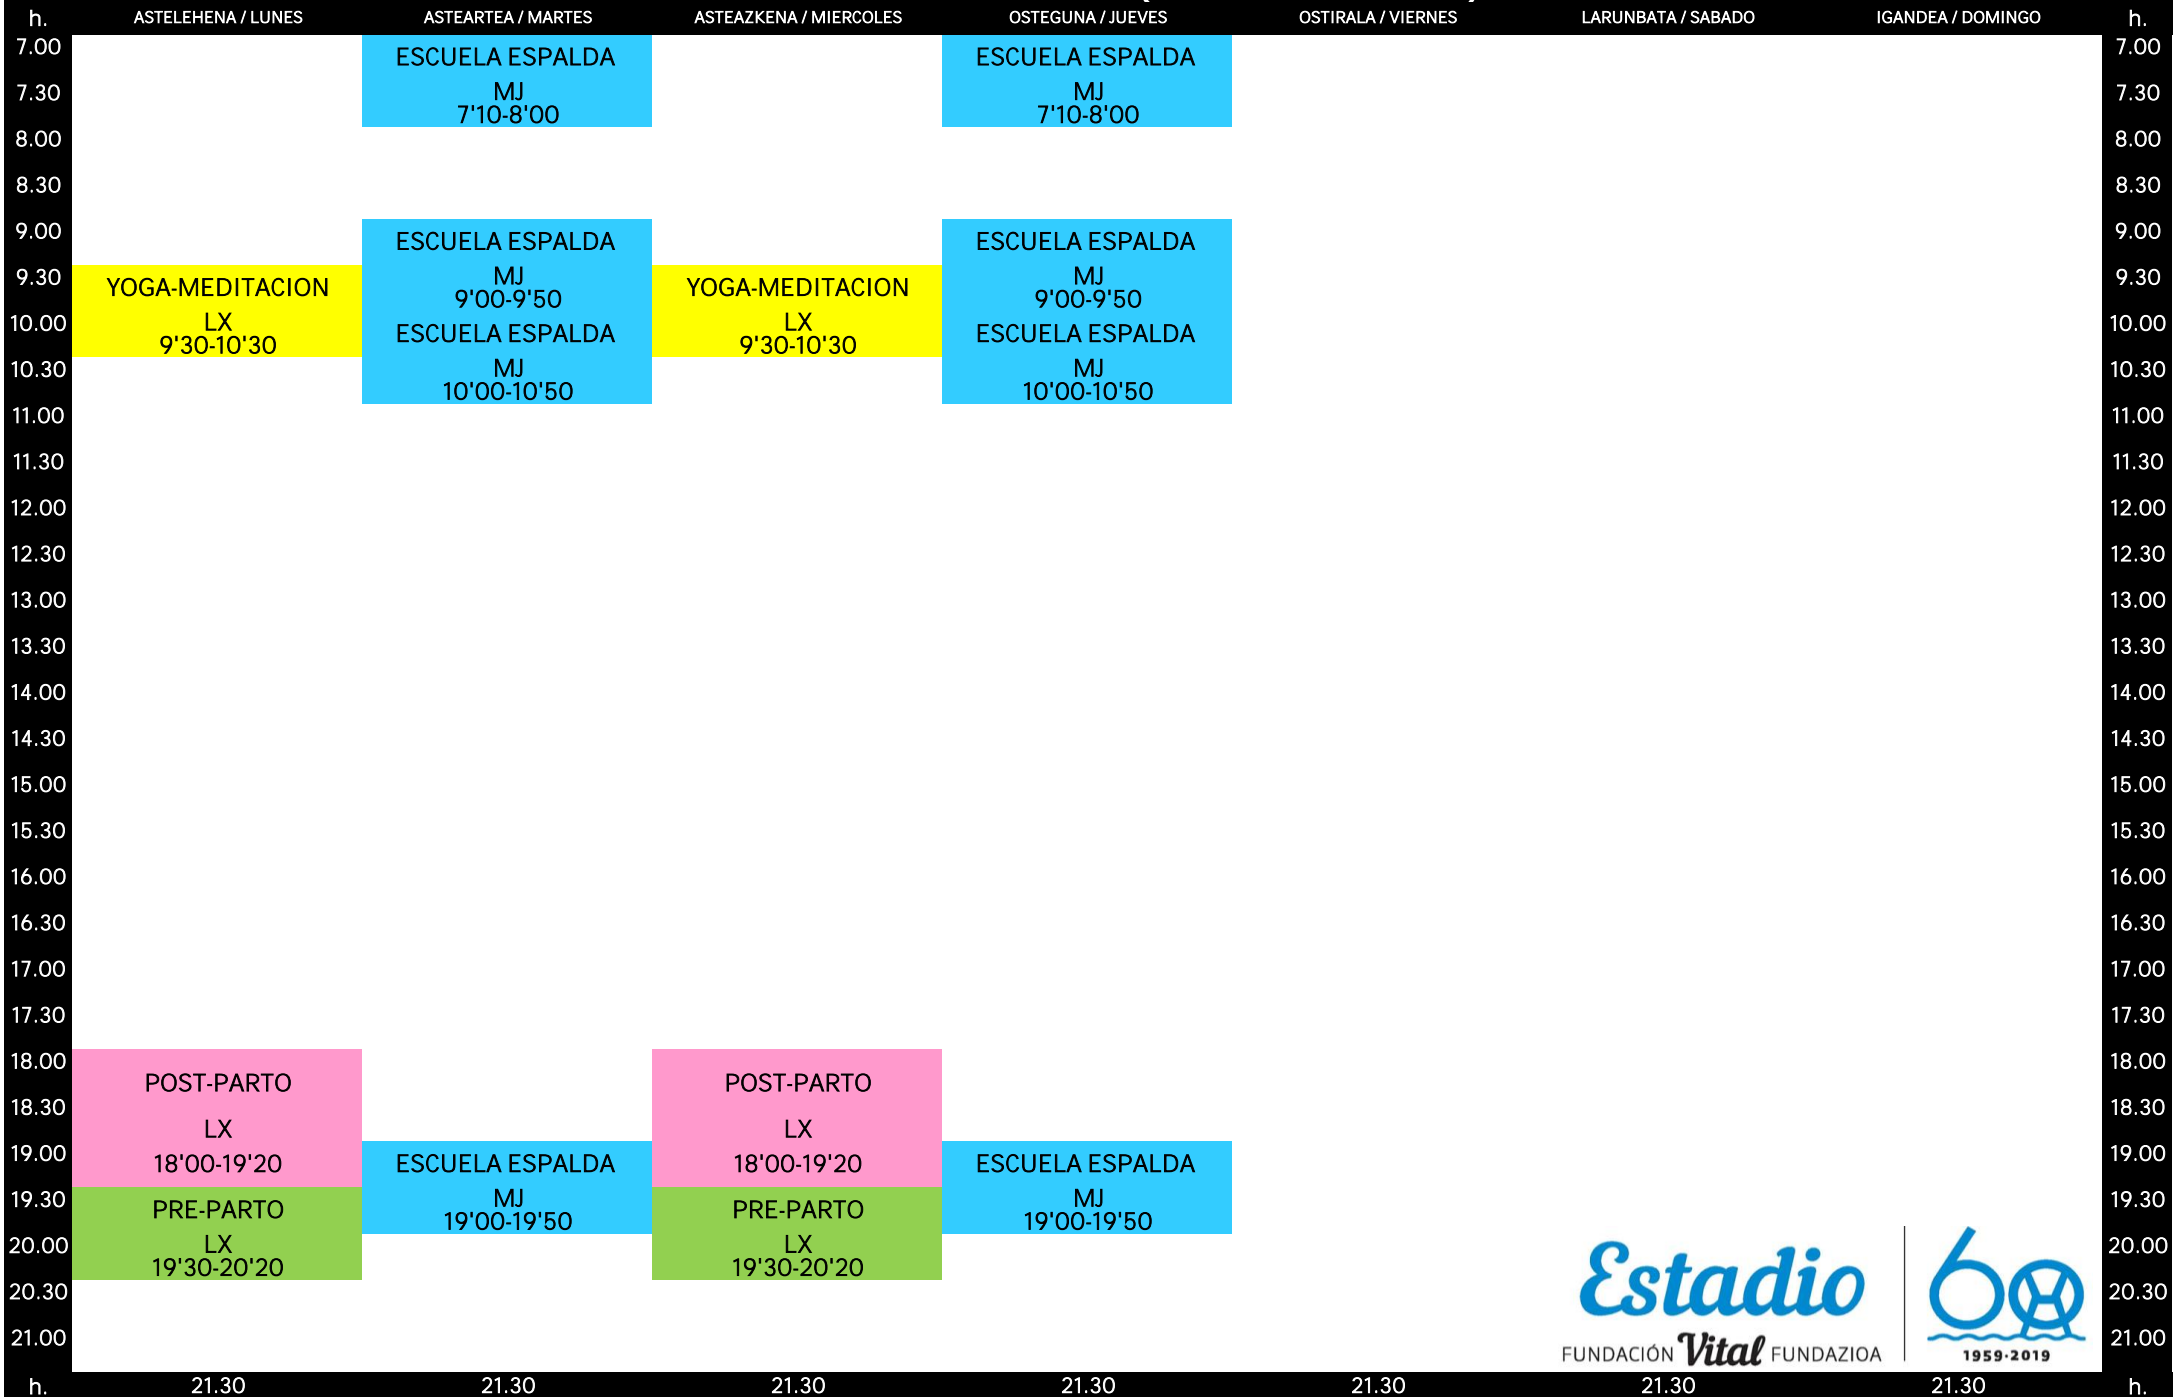 h. ASTELEHENA / LUNES ASTEARTEA / MARTES ASTEAZKENA / MIERCOLES OSTEGUNA / JUEVES OSTIRALA / VIERNES LARUNBATA / SABADO IGANDEA / DOMINGO h.
7.00 ESCUELA ESPALDA ESCUELA ESPALDA 7.00
7.30 MJ MJ 7.30
7'10-8'00 7'10-8'00
8.00 8.00
8.30 8.30
9.00 ESCUELA ESPALDA ESCUELA ESPALDA 9.00
9.30 YOGA-MEDITACION MJ YOGA-MEDITACION MJ 9.30
9'00-9'50 9'00-9'50
10.00 LX ESCUELA ESPALDA LX ESCUELA ESPALDA 10.00
9'30-10'30 9'30-10'30
10.30 MJ MJ 10.30
10'00-10'50 10'00-10'50
11.00 11.00
11.30 11.30
12.00 12.00
12.30 12.30
13.00 13.00
13.30 13.30
14.00 14.00
14.30 14.30
15.00 15.00
15.30 15.30
16.00 16.00
16.30 16.30
17.00 17.00
17.30 17.30
18.00 18.00
POST-PARTO POST-PARTO
18.30 18.30
LX LX
19.00 18'00-19'20 ESCUELA ESPALDA 18'00-19'20 ESCUELA ESPALDA 19.00
19.30 PRE-PARTO MJ PRE-PARTO MJ 19.30
19'00-19'50 19'00-19'50
20.00 LX LX 20.00
19'30-20'20 19'30-20'20
20.30 20.30
21.00 21.00
Estadio 60
FUNDACIÓN Vital FUNDAZIOA 1959·2019
h. 21.30 21.30 21.30 21.30 21.30 21.30 21.30 h.